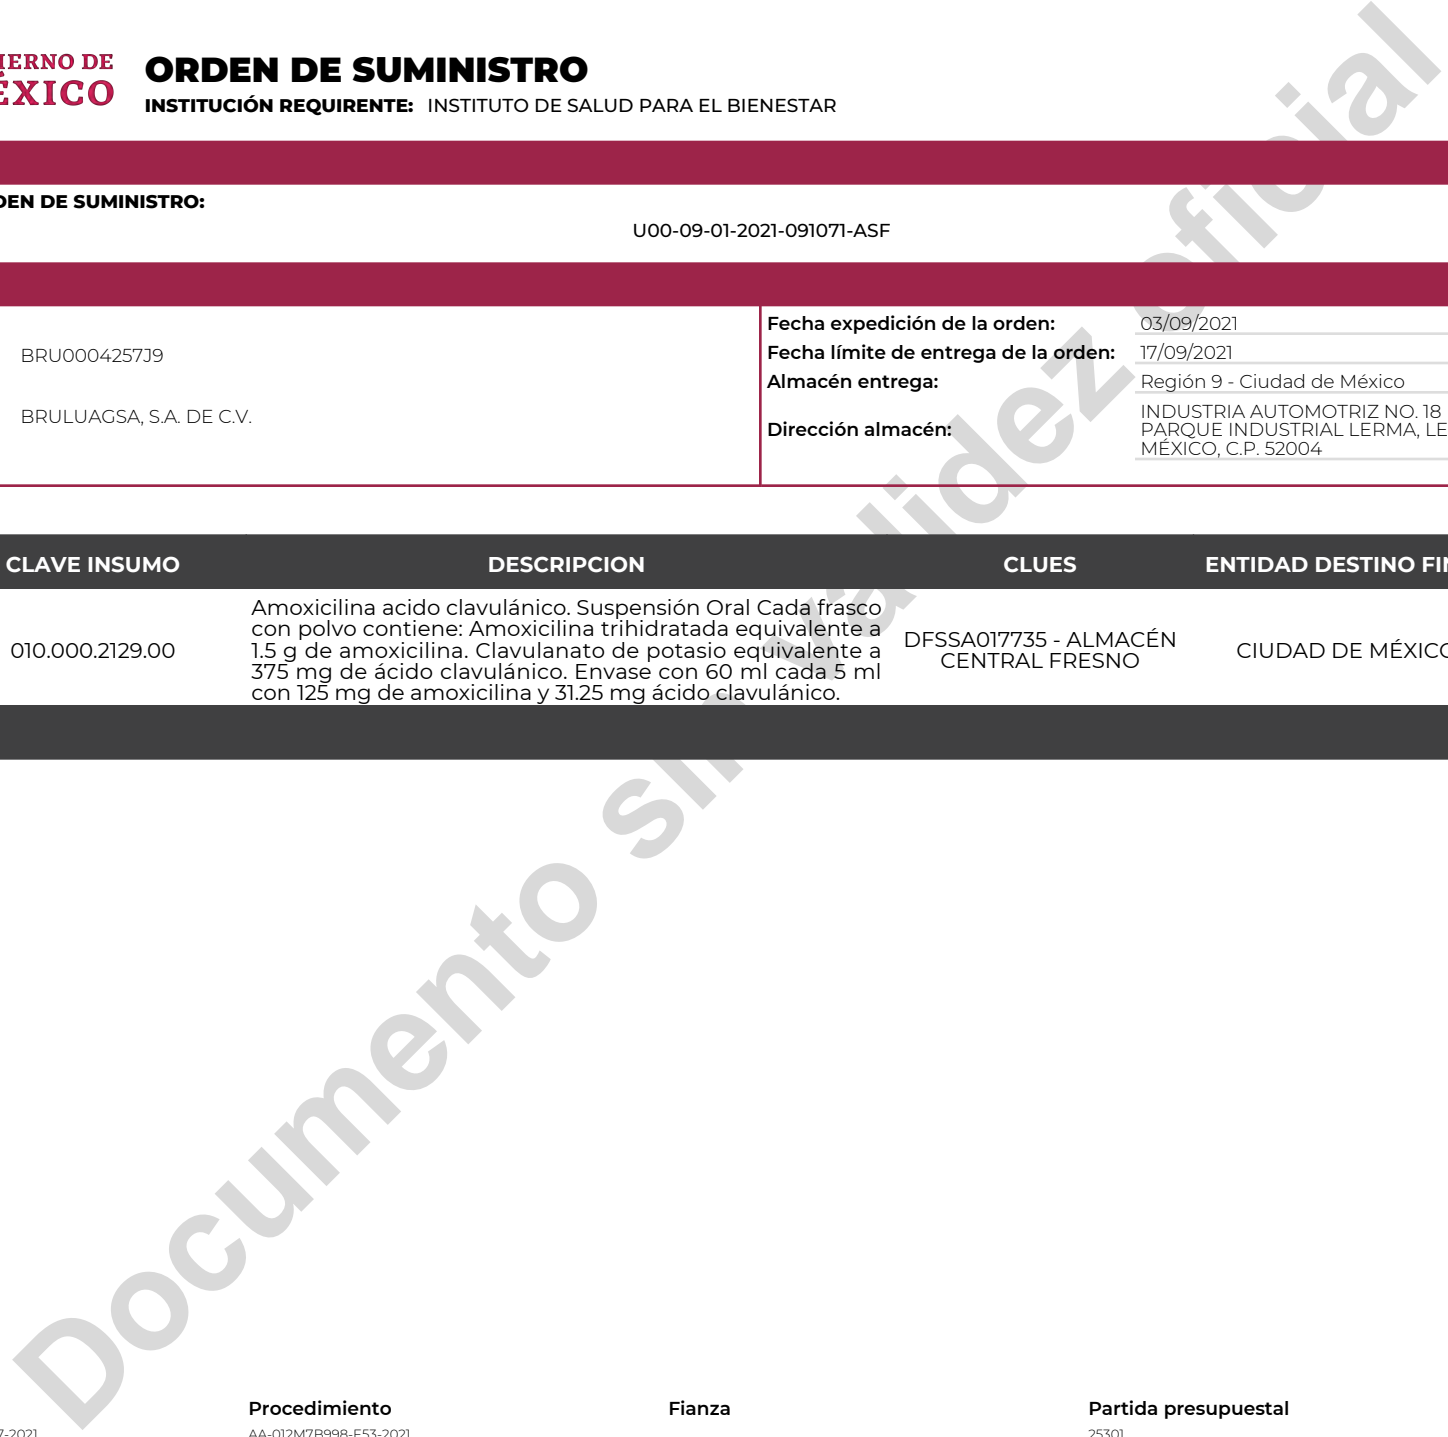 ORDEN DE SUMINISTRO
INSTITUCIÓN REQUIRENTE: INSTITUTO DE SALUD PARA EL BIENESTAR
DE SUMINISTRO:
U00-09-01-2021-091071-ASF
BRU0004257J9
BRULUAGSA, S.A. DE C.V.
Fecha expedición de la orden: 03/09/2021
Fecha límite de entrega de la orden: 17/09/2021
Almacén entrega: Región 9 - Ciudad de México
Dirección almacén:
INDUSTRIA AUTOMOTRIZ NO. 18
PARQUE INDUSTRIAL LERMA,
MÉXICO, C.P. 52004
CLAVE INSUMO DESCRIPCION CLUES ENTIDAD DESTINO
010.000.2129.00
Amoxicilina acido clavulánico. Suspensión Oral Cada frasco
con polvo contiene: Amoxicilina trihidratada equivalente a
1.5 g de amoxicilina. Clavulanato de potasio equivalente a
375 mg de ácido clavulánico. Envase con 60 ml cada 5 ml
con 125 mg de amoxicilina y 31.25 mg ácido clavulánico.
DFSSA017735 - ALMACÉN
CENTRAL FRESNO
CIUDAD DE MÉXICO
Documento sin validez oficial
Procedimiento Fianza Partida presupuestal
AA-012M7B998-E53-2021 25301